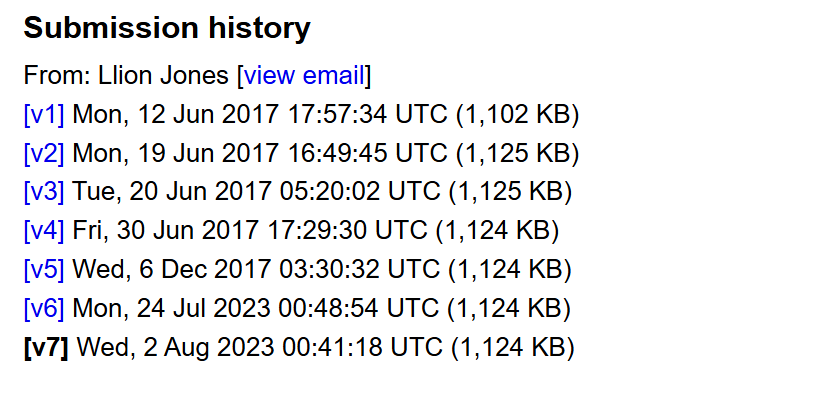 Submission history
From: Llion Jones [view email]
[v1] Mon, 12 Jun 2017 17:57:34 UTC (1,102 KB)
[v2] Mon, 19 Jun 2017 16:49:45 UTC (1,125 KB)
[v3] Tue, 20 Jun 2017 05:20:02 UTC (1,125 KB)
[v4] Fri, 30 Jun 2017 17:29:30 UTC (1,124 KB)
[v5] Wed, 6 Dec 2017 03:30:32 UTC (1,124 KB)
[v6] Mon, 24 Jul 2023 00:48:54 UTC (1,124 KB)
[v7] Wed, 2 Aug 2023 00:41:18 UTC (1,124 KB)